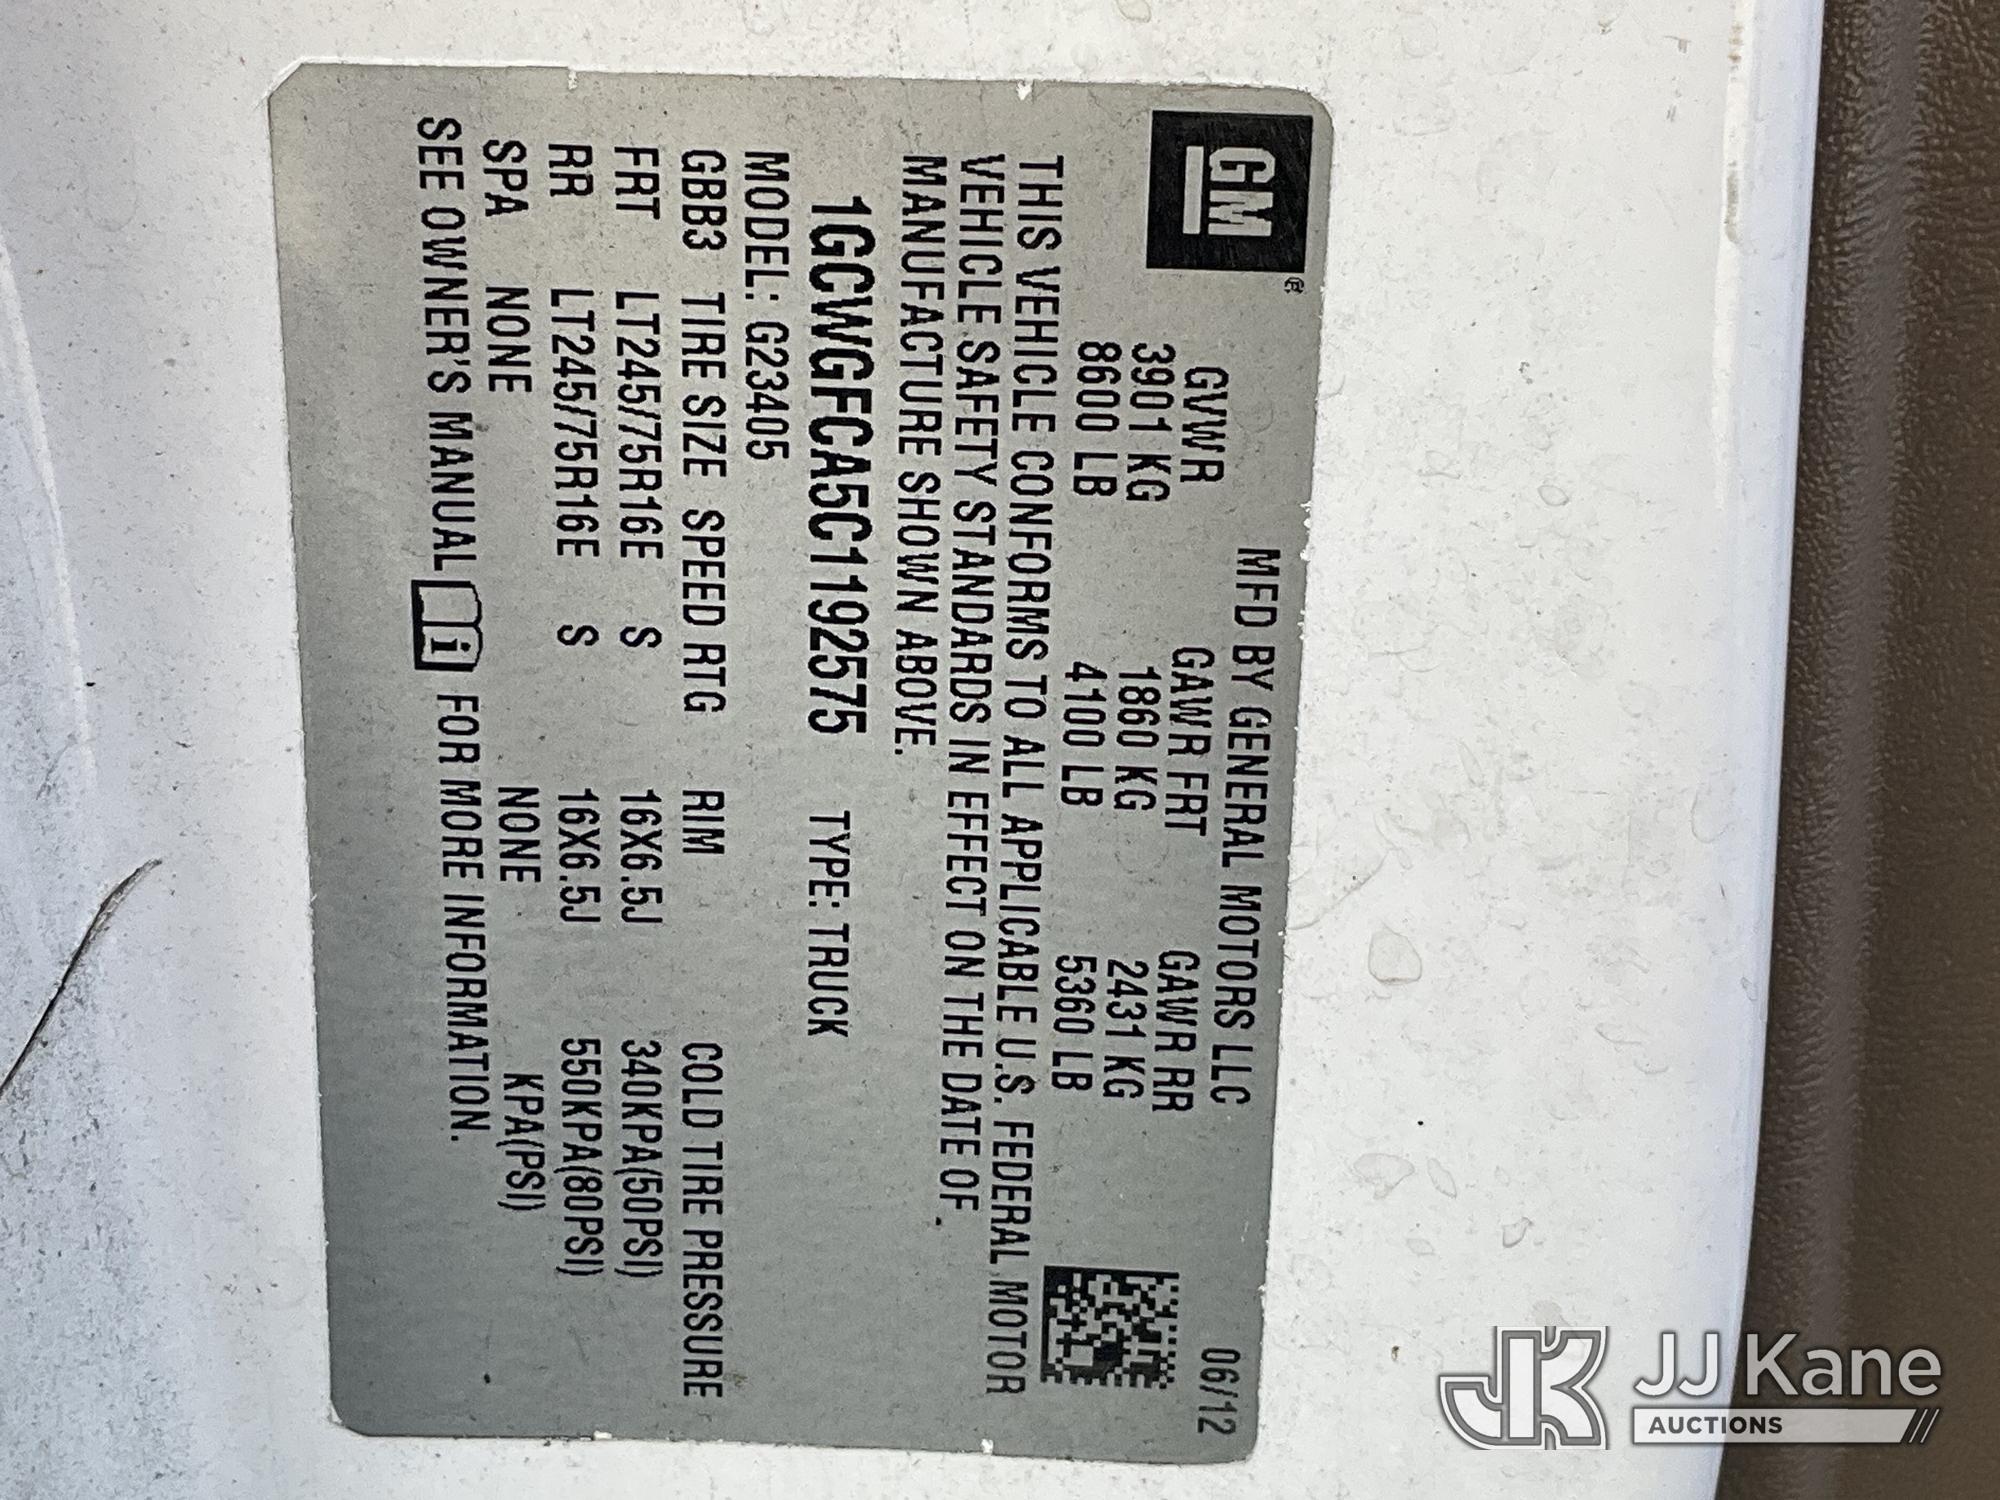 GM®
MFD BY GENERAL MOTORS LLC 06/12
GVWR GAWR FRT GAWR RR
3901 KG 1860 KG 2431 KG
8600 LB 4100 LB 5360 LB
THIS VEHICLE CONFORMS TO ALL APPLICABLE U.S. FEDERAL MOTOR
VEHICLE SAFETY STANDARDS IN EFFECT ON THE DATE OF
MANUFACTURE SHOWN ABOVE.
1GCWGFCA5C1192575 TYPE: TRUCK
MODEL: G23405
GBB3 TIRE SIZE SPEED RTG RIM COLD TIRE PRESSURE
FRT LT245/75R16E S 16X6.5J 340KPA(50PSI)
RR LT245/75R16E S 16X6.5J 550KPA(80PSI)
SPA NONE NONE KPA(PSI)
SEE OWNER'S MANUAL i FOR MORE INFORMATION.
JK JJ Kane
AUCTIONS